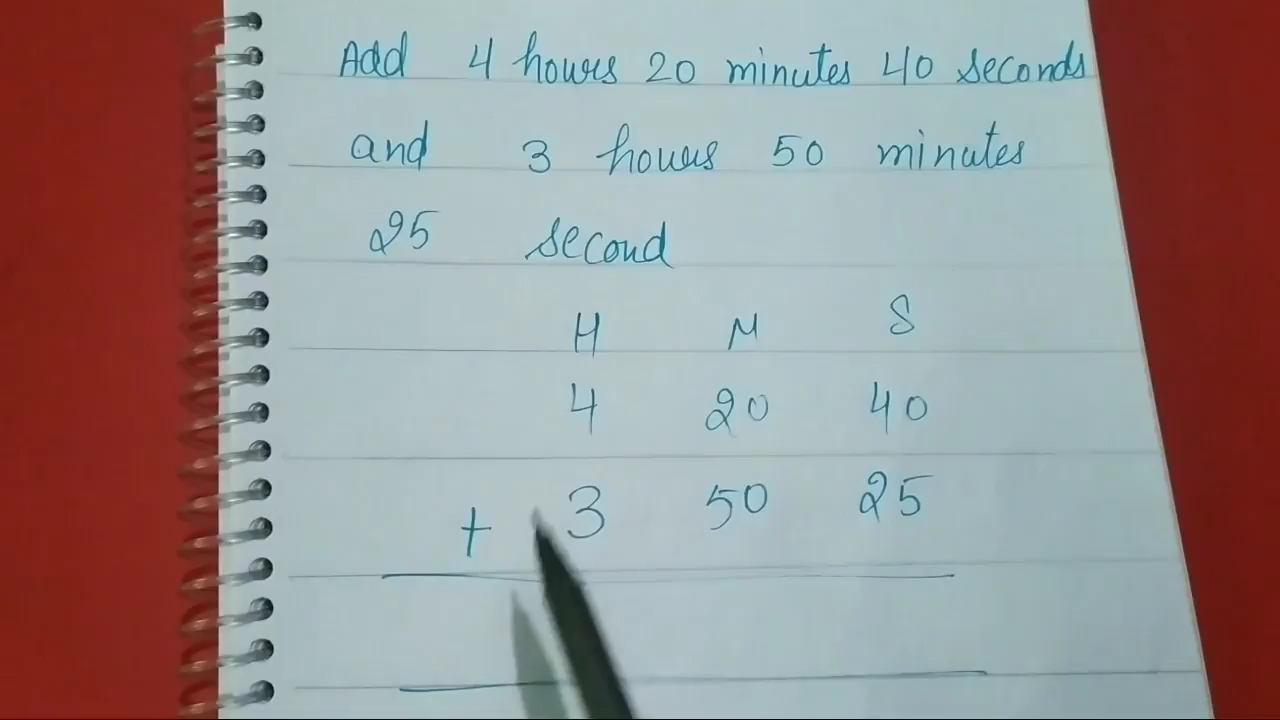 Add 4 hours 20 minutes 40 seconds
and 3 hours 50 minutes
25 second
H M S
4 20 40
+ 3 50 25